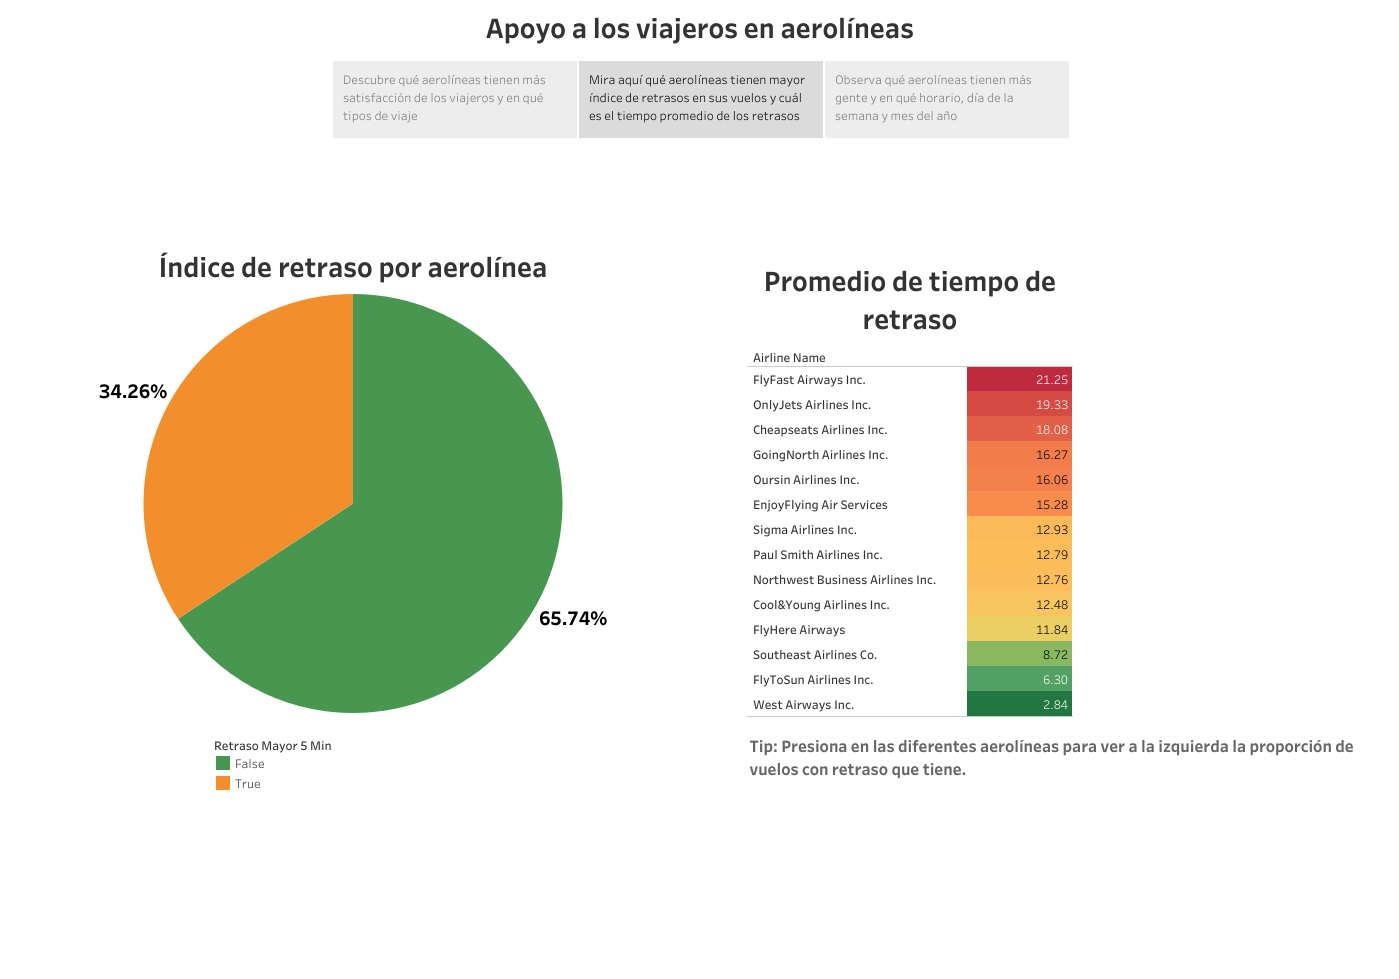 Apoyo a los viajeros en aerolíneas
Descubre qué aerolíneas tienen más
satisfacción de los viajeros y en qué
tipos de viaje
Mira aquí qué aerolíneas tienen mayor
índice de retrasos en sus vuelos y cuál
es el tiempo promedio de los retrasos
Observa qué aerolíneas tienen más
gente y en qué horario, día de la
semana y mes del año
Índice de retraso por aerolínea
34.26%
65.74%
Retraso Mayor 5 Min
False
True
Promedio de tiempo de
retraso
Airline Name
FlyFast Airways Inc. 21.25
OnlyJets Airlines Inc. 19.33
Cheapseats Airlines Inc. 18.08
GoingNorth Airlines Inc. 16.27
Oursin Airlines Inc. 16.06
EnjoyFlying Air Services 15.28
Sigma Airlines Inc. 12.93
Paul Smith Airlines Inc. 12.79
Northwest Business Airlines Inc. 12.76
Cool&Young Airlines Inc. 12.48
FlyHere Airways 11.84
Southeast Airlines Co. 8.72
FlyToSun Airlines Inc. 6.30
West Airways Inc. 2.84
Tip: Presiona en las diferentes aerolíneas para ver a la izquierda la proporción de
vuelos con retraso que tiene.